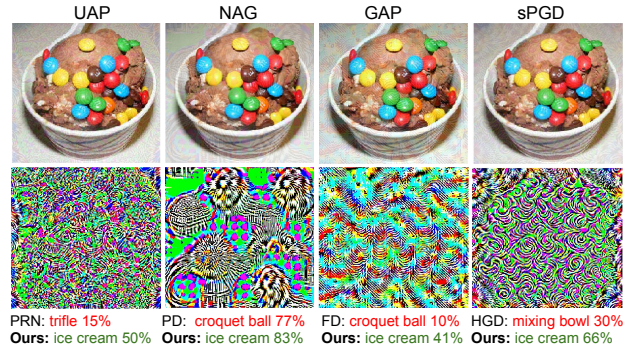 UAP NAG GAP sPGD
PRN: trifle 15% PD: croquet ball 77% FD: croquet ball 10% HGD: mixing bowl 30%
Ours: ice cream 50% Ours: ice cream 83% Ours: ice cream 41% Ours: ice cream 66%